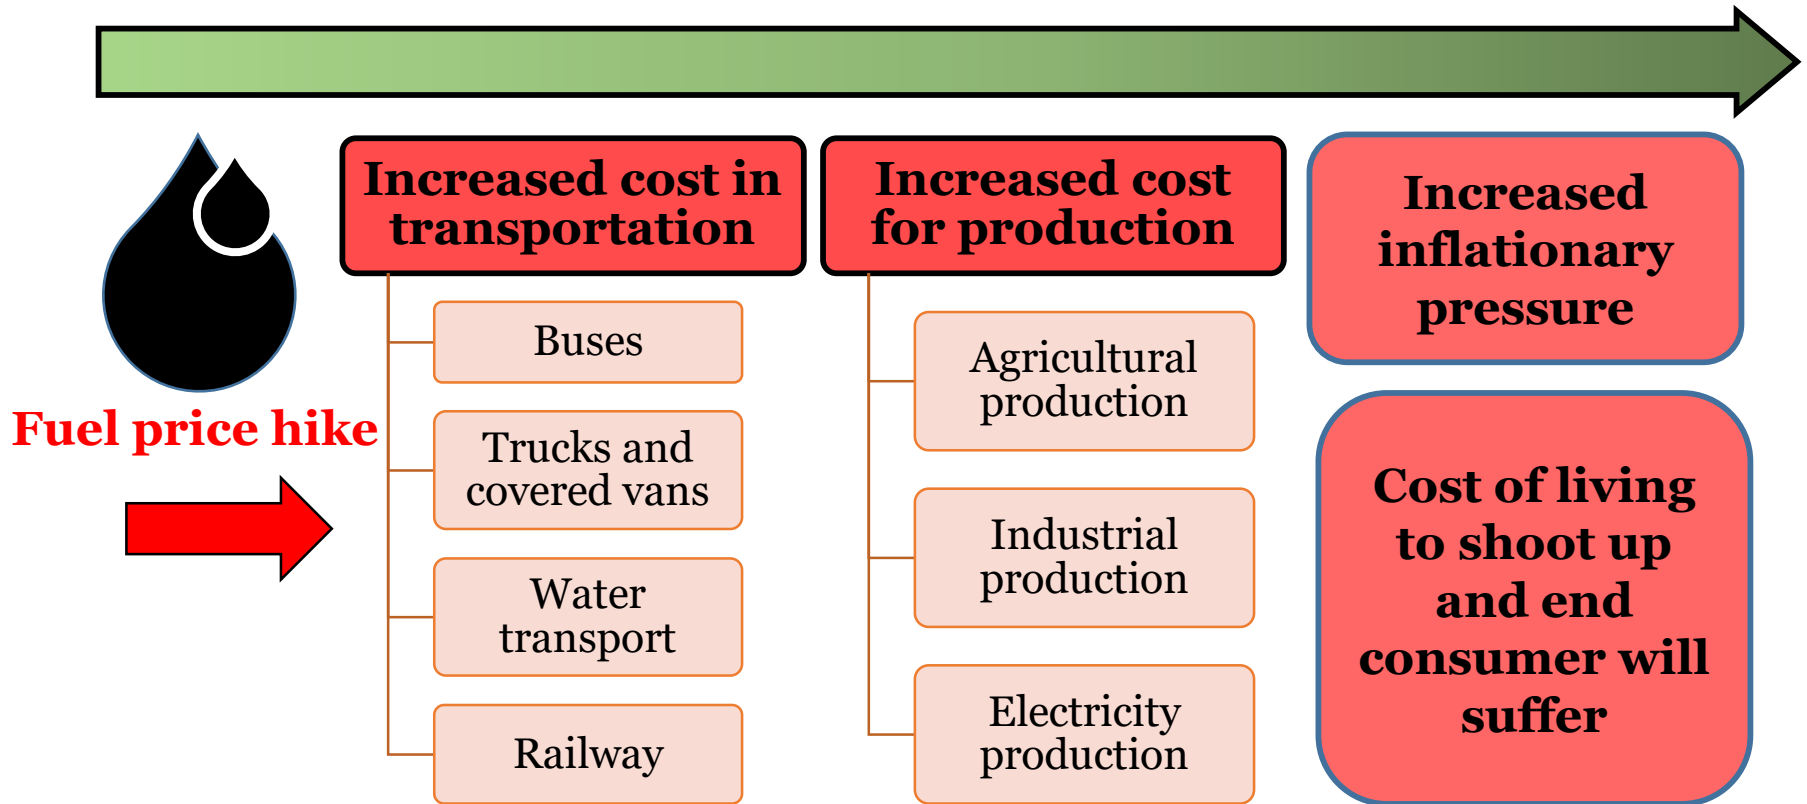 Fuel price hike
Increased cost in
transportation
Buses
Trucks and
covered vans
Water
transport
Railway
Increased cost
for production
Agricultural
production
Industrial
production
Electricity
production
Increased
inflationary
pressure
Cost of living
to shoot up
and end
consumer will
suffer